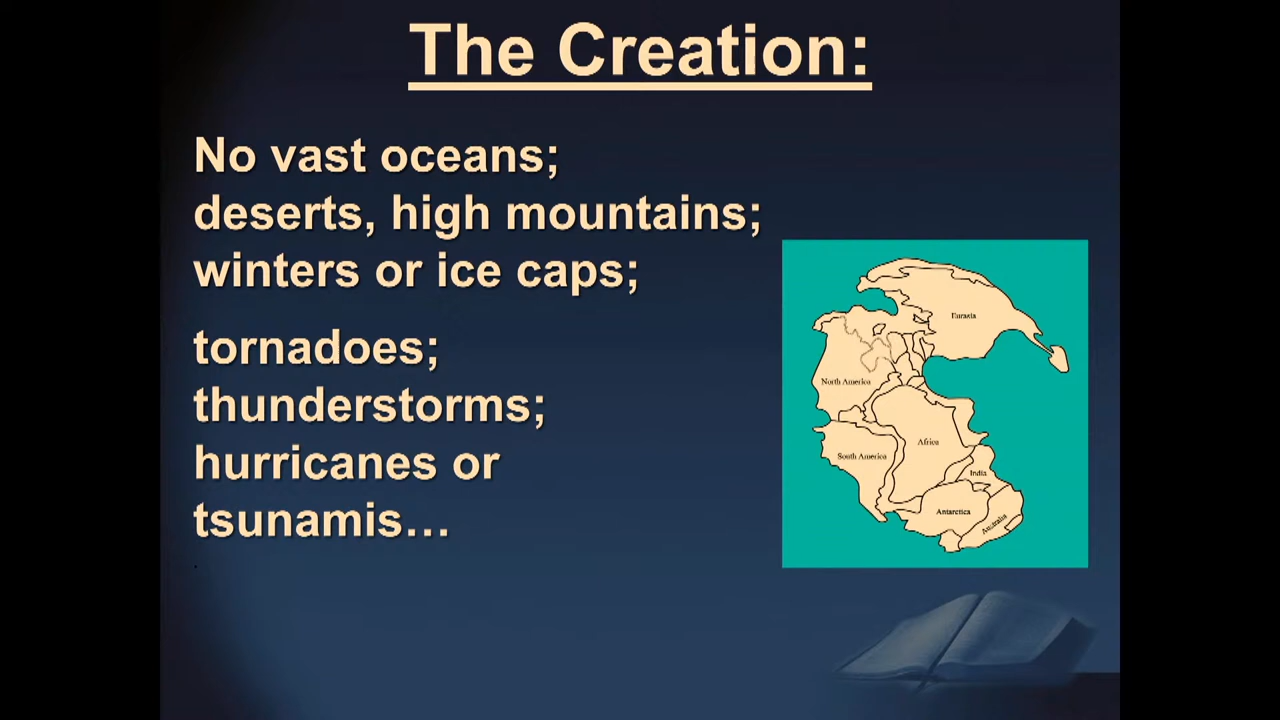 The Creation:
No vast oceans;
deserts, high mountains;
winters or ice caps;
tornadoes;
thunderstorms;
hurricanes or
tsunamis…
Eurasia
North America
Africa
South America
India
Antarctica
Australia